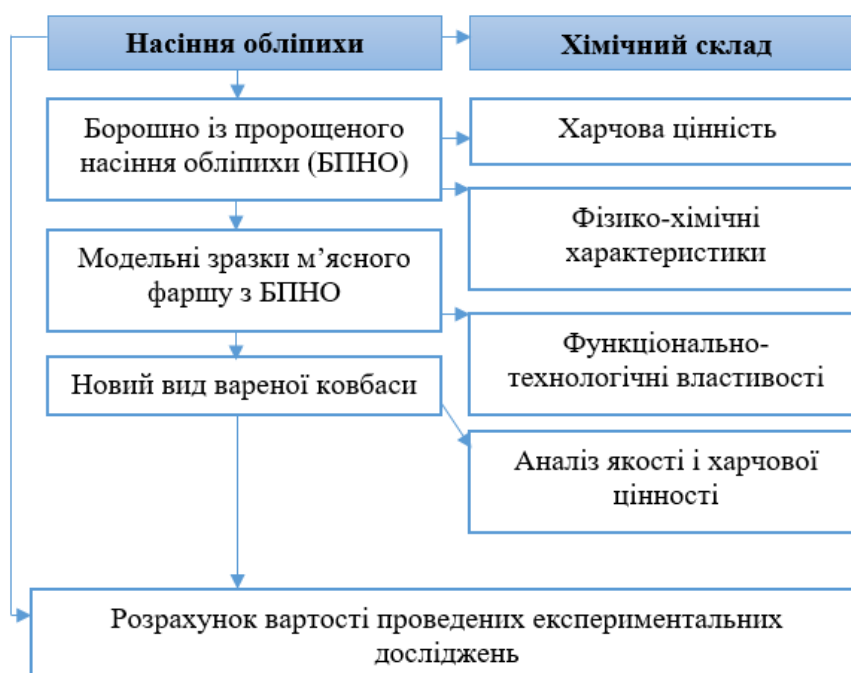 Насіння обліпихи
Хімічний склад
Борошно із пророщеного
насіння обліпихи (БПНО)
Харчова цінність
Фізико-хімічні
характеристики
Модельні зразки м’ясного
фаршу з БПНО
Функціонально-
технологічні властивості
Новий вид вареної ковбаси
Аналіз якості і харчової
цінності
Розрахунок вартості проведених експериментальних
досліджень